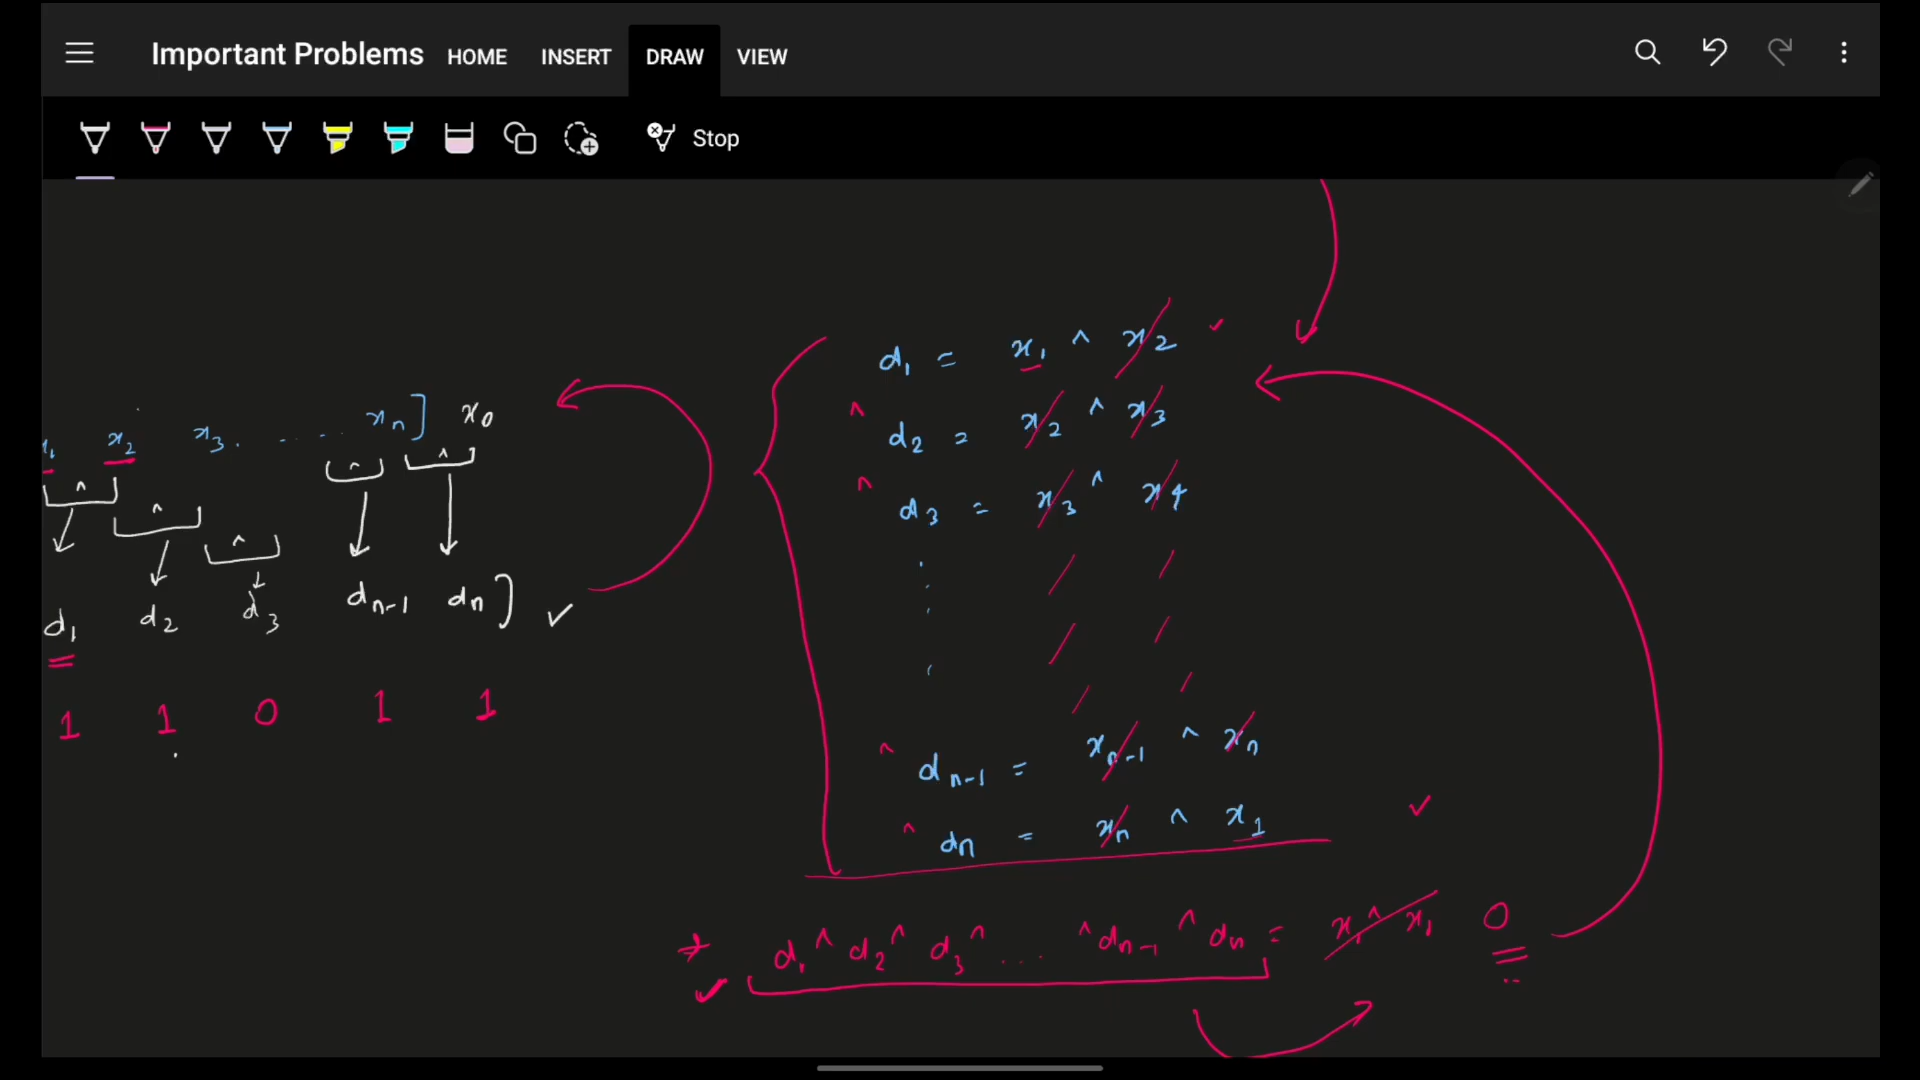 Important Problems HOME INSERT DRAW VIEW
Stop
x₂ x₃ . . . . . . xₙ ] x₀
^ ^ ^ ^ ^
d₁ d₂ d₃ dₙ₋₁ dₙ ] ✓
1 1 0 1 1
d₁ = x₁ ^ x₂ ✓
^ d₂ = x₂ ^ x₃
^ d₃ = x₃ ^ x₄
^ dₙ₋₁ = xₙ₋₁ ^ xₙ
^ dₙ = xₙ ^ x₁ ✓
d₁ ^ d₂ ^ d₃ ^ .... ^ dₙ₋₁ ^ dₙ = x₁ ^ x₁ 0